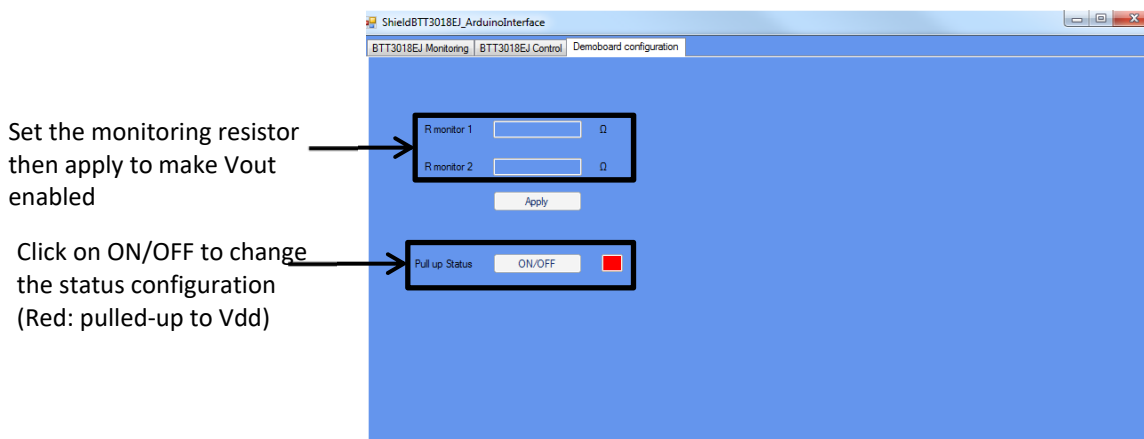 ShieldBTT3018EJ_ArduinoInterface
BTT3018EJ Monitoring BTT3018EJ Control Demoboard configuration
Set the monitoring resistor
then apply to make Vout
enabled
R monitor 1 Ω
R monitor 2 Ω
Apply
Click on ON/OFF to change
the status configuration
(Red: pulled-up to Vdd)
Pull up Status ON/OFF